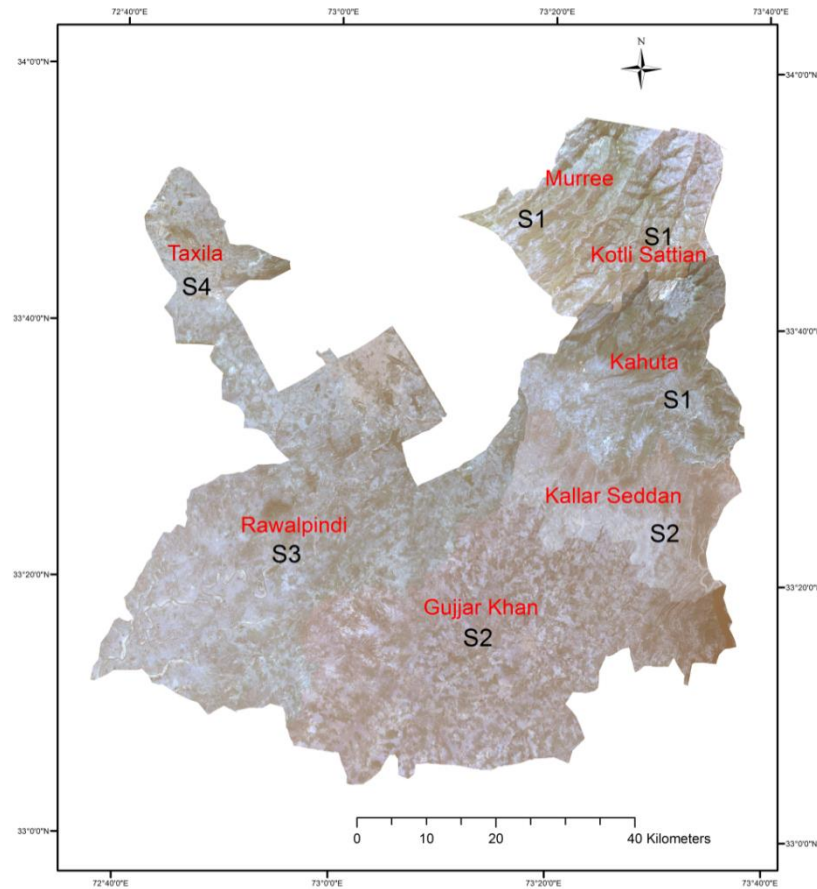 72°40'0"E 73°0'0"E 73°20'0"E 73°40'0"E
N
34°0'0"N 34°0'0"N
Murree
S1
S1
Kotli Sattian
Taxila
S4
33°40'0"N 33°40'0"N
Kahuta
S1
Kallar Seddan
S2
Rawalpindi
S3
33°20'0"N 33°20'0"N
Gujjar Khan
S2
33°0'0"N 33°0'0"N
0 10 20 40 Kilometers
72°40'0"E 73°0'0"E 73°20'0"E 73°40'0"E